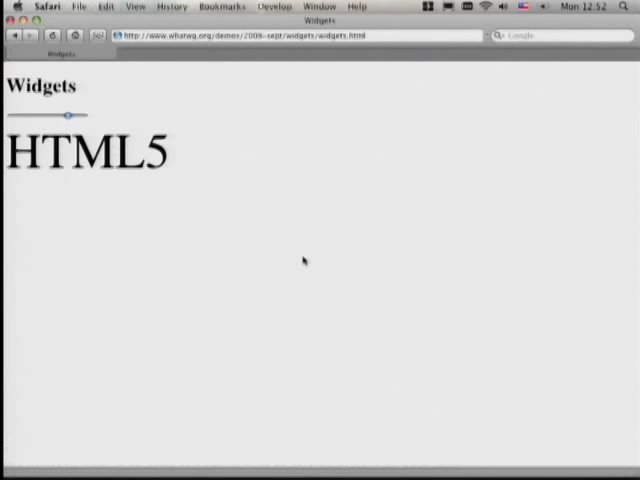 Safari File Edit View History Bookmarks Develop Window Help Mon 12:52
Widgets
http://www.whatwg.org/demos/2008-sept/widgets/widgets.html
Google
Widgets
Widgets
HTML5